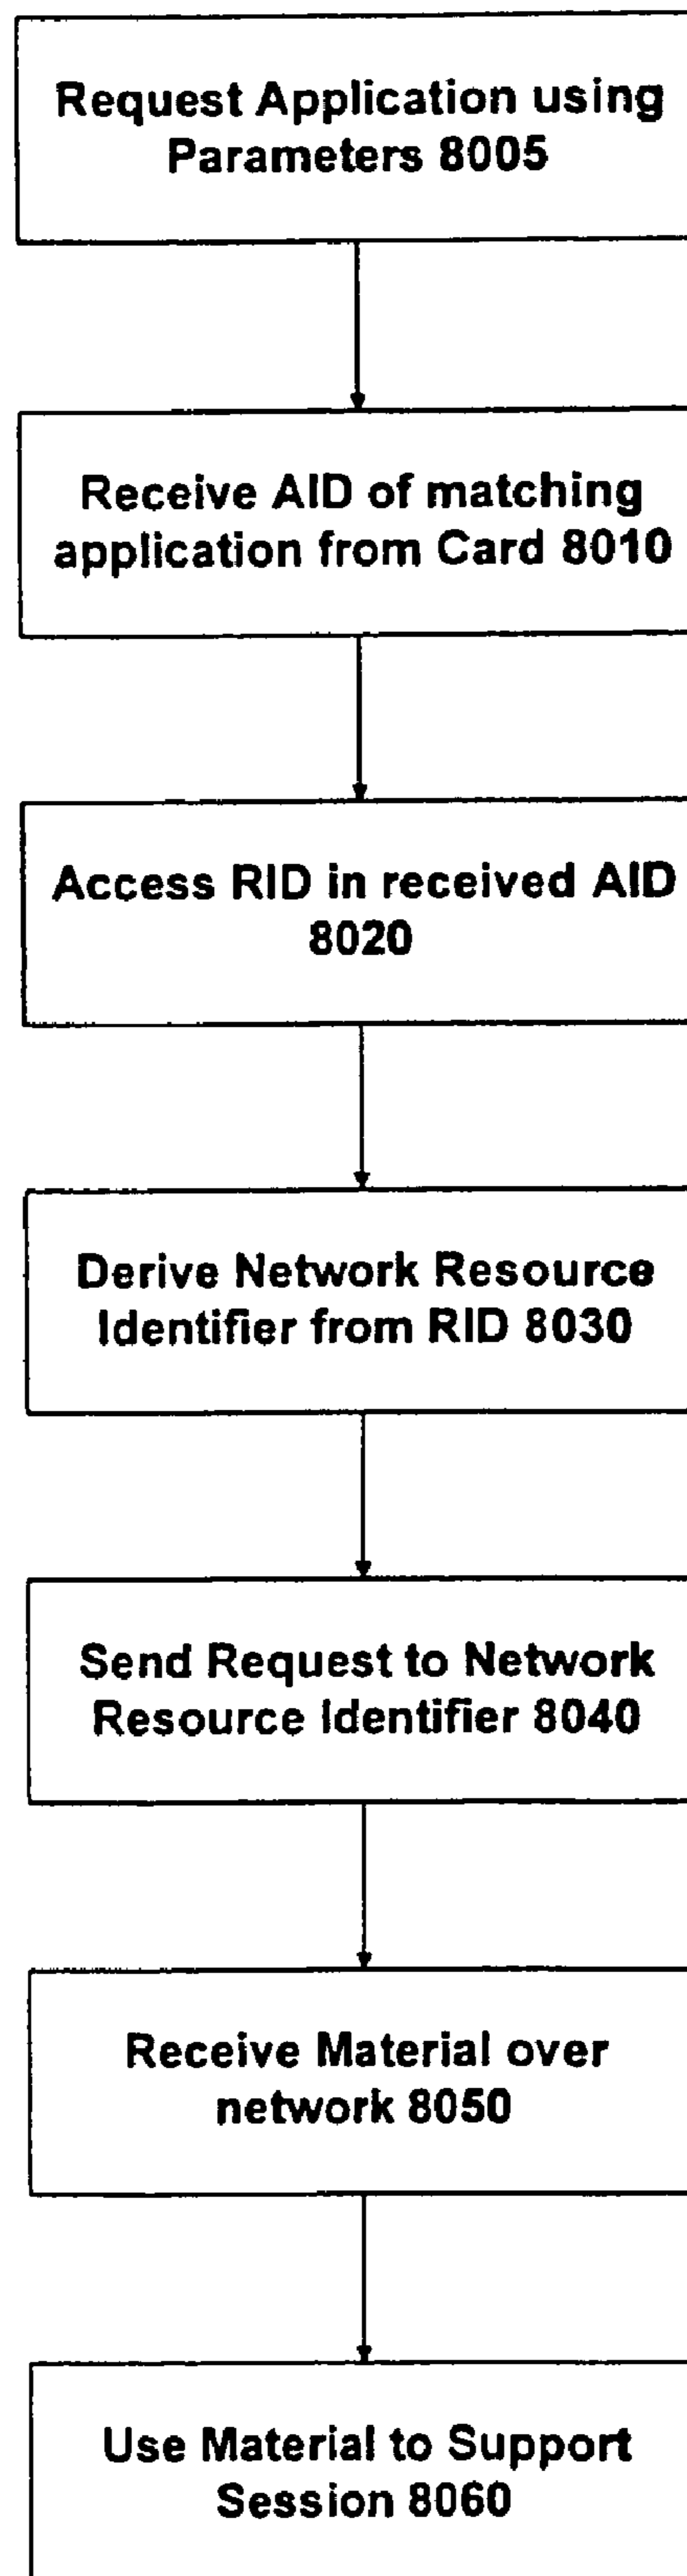 Request Application using
Parameters 8005
Receive AID of matching
application from Card 8010
Access RID in received AID
8020
Derive Network Resource
Identifier from RID 8030
Send Request to Network
Resource Identifier 8040
Receive Material over
network 8050
Use Material to Support
Session 8060